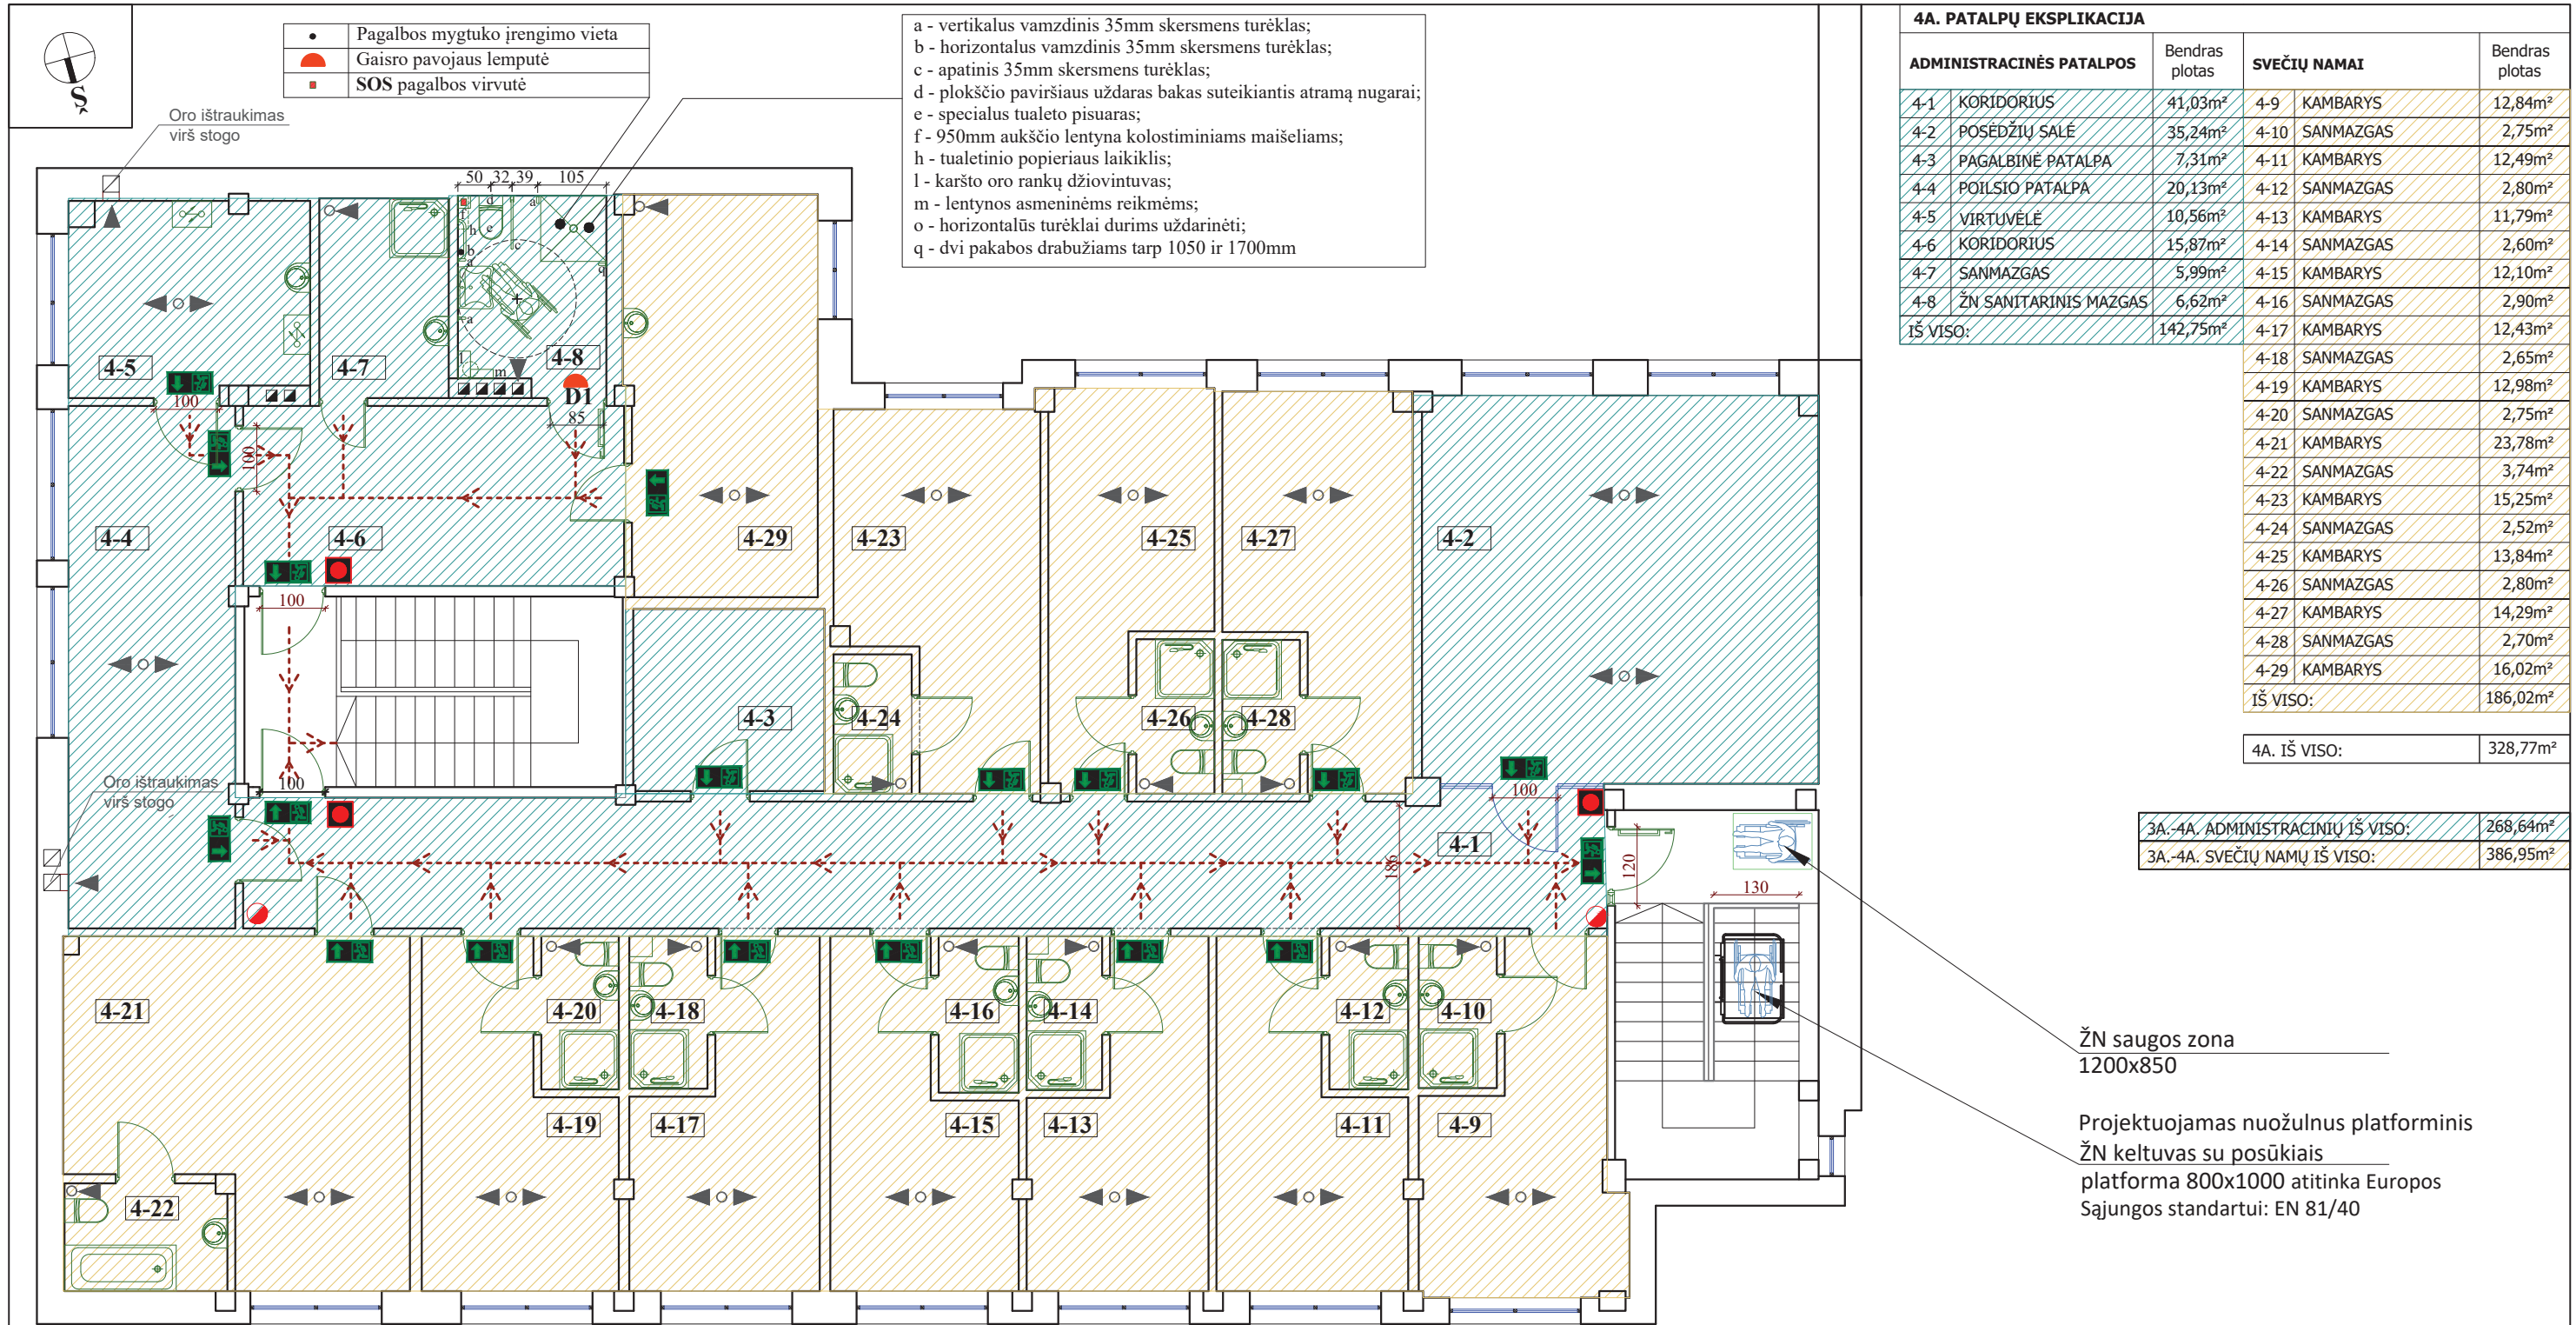 Ş
• Pagalbos mygtuko įrengimo vieta
Gaisro pavojaus lemputė
SOS pagalbos virvutė
Oro ištraukimas
virš stogo
a - vertikalus vamzdinis 35mm skersmens turėklas;
b - horizontalus vamzdinis 35mm skersmens turėklas;
c - apatinis 35mm skersmens turėklas;
d - plokščio paviršiaus uždaras bakas suteikiantis atramą nugarai;
e - specialus tualeto pisuaras;
f - 950mm aukščio lentyna kolostiminiams maišeliams;
h - tualetinio popieriaus laikiklis;
l - karšto oro rankų džiovintuvas;
m - lentynos asmeninėms reikmėms;
o - horizontalūs turėklai durims uždarinėti;
q - dvi pakabos drabužiams tarp 1050 ir 1700mm
4A. PATALPŲ EKSPLIKACIJA
ADMINISTRACINĖS PATALPOS Bendras plotas SVEČIŲ NAMAI Bendras plotas
4-1 KORIDORIUS 41,03m² 4-9 KAMBARYS 12,84m²
4-2 POSĖDŽIŲ SALĖ 35,24m² 4-10 SANMAZGAS 2,75m²
4-3 PAGALBINĖ PATALPA 7,31m² 4-11 KAMBARYS 12,49m²
4-4 POILSIO PATALPA 20,13m² 4-12 SANMAZGAS 2,80m²
4-5 VIRTUVĖLĖ 10,56m² 4-13 KAMBARYS 11,79m²
4-6 KORIDORIUS 15,87m² 4-14 SANMAZGAS 2,60m²
4-7 SANMAZGAS 5,99m² 4-15 KAMBARYS 12,10m²
4-8 ŽN SANITARINIS MAZGAS 6,62m² 4-16 SANMAZGAS 2,90m²
IŠ VISO: 142,75m² 4-17 KAMBARYS 12,43m²
4-18 SANMAZGAS 2,65m²
4-19 KAMBARYS 12,98m²
4-20 SANMAZGAS 2,75m²
4-21 KAMBARYS 23,78m²
4-22 SANMAZGAS 3,74m²
4-23 KAMBARYS 15,25m²
4-24 SANMAZGAS 2,52m²
4-25 KAMBARYS 13,84m²
4-26 SANMAZGAS 2,80m²
4-27 KAMBARYS 14,29m²
4-28 SANMAZGAS 2,70m²
4-29 KAMBARYS 16,02m²
IŠ VISO: 186,02m²
4A. IŠ VISO: 328,77m²
3A.-4A. ADMINISTRACINIŲ IŠ VISO: 268,64m²
3A.-4A. SVEČIŲ NAMŲ IŠ VISO: 386,95m²
50 32 39 105
d a
f
h e
b c
a q
a
l
m
4-5 4-7 4-8
D1
100 85
100
4-4 4-6 4-29 4-23 4-25 4-27 4-2
100
4-3 4-24 4-26 4-28
Oro ištraukimas
virš stogo
100 100
4-1
186 120 130
4-21 4-20 4-18 4-16 4-14 4-12 4-10
4-19 4-17 4-15 4-13 4-11 4-9
4-22
ŽN saugos zona
1200x850
Projektuojamas nuožulnus platforminis
ŽN keltuvas su posūkiais
platforma 800x1000 atitinka Europos
Sąjungos standartui: EN 81/40